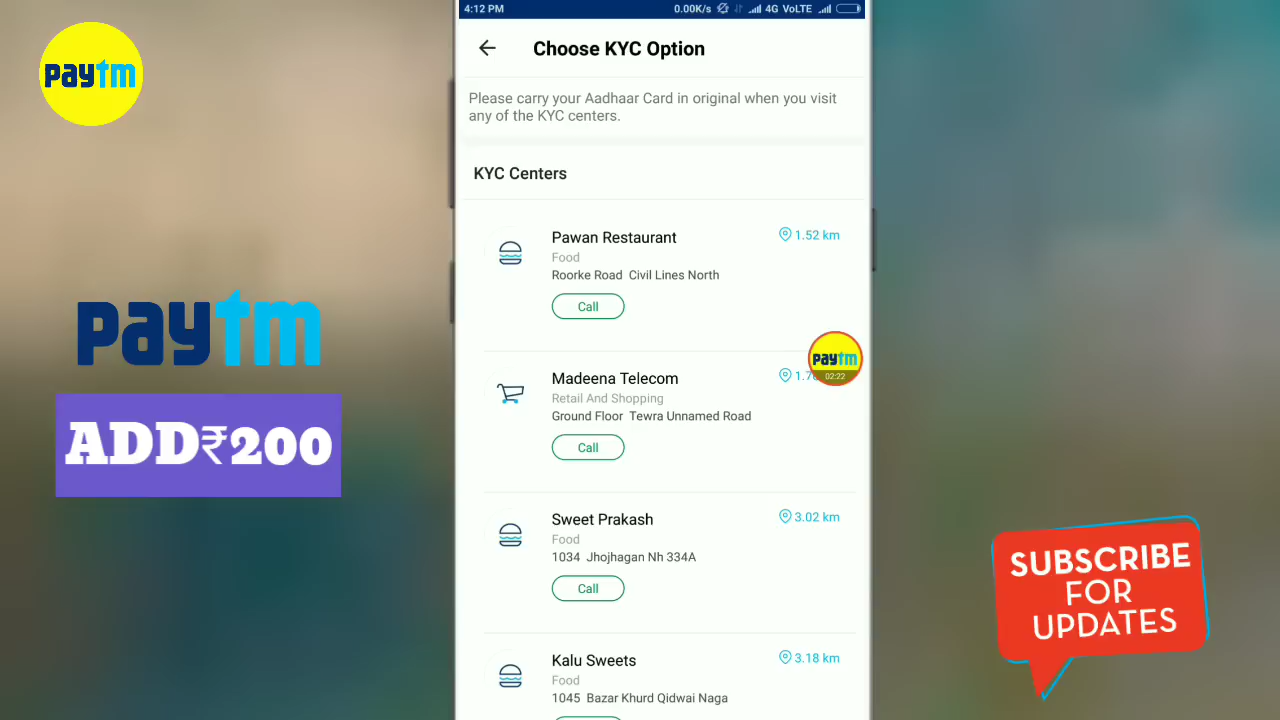 4:12 PM
0.00K/s 4G VoLTE
paytm
Choose KYC Option
Please carry your Aadhaar Card in original when you visit
any of the KYC centers.
KYC Centers
Pawan Restaurant
1.52 km
Food
Roorke Road Civil Lines North
Call
paytm
02:22
Madeena Telecom
Retail And Shopping
Ground Floor Tewra Unnamed Road
Call
Sweet Prakash
3.02 km
Food
1034 Jhojhagan Nh 334A
Call
Kalu Sweets
3.18 km
Food
1045 Bazar Khurd Qidwai Naga
paytm
ADD₹200
SUBSCRIBE
FOR
UPDATES